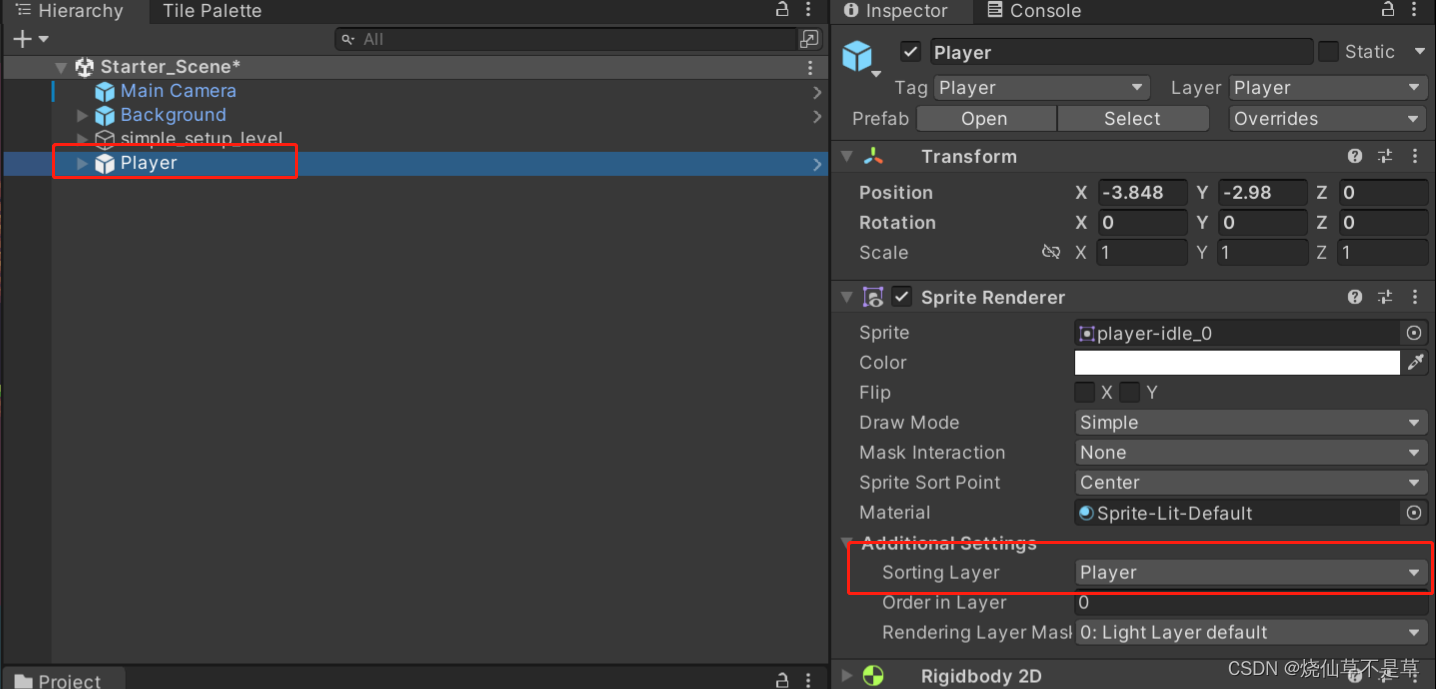 Hierarchy
Tile Palette
All
Starter_Scene*
Main Camera
Background
simple_setup_level
Player
Project
Inspector
Console
Player
Static
Tag
Player
Layer
Player
Prefab
Open
Select
Overrides
Transform
Position X -3.848 Y -2.98 Z 0
Rotation X 0 Y 0 Z 0
Scale X 1 Y 1 Z 1
Sprite Renderer
Sprite player-idle_0
Color
Flip X Y
Draw Mode Simple
Mask Interaction None
Sprite Sort Point Center
Material Sprite-Lit-Default
Additional Settings
Sorting Layer Player
Order in Layer 0
Rendering Layer Mask 0: Light Layer default
Rigidbody 2D
CSDN @烧仙草不是草